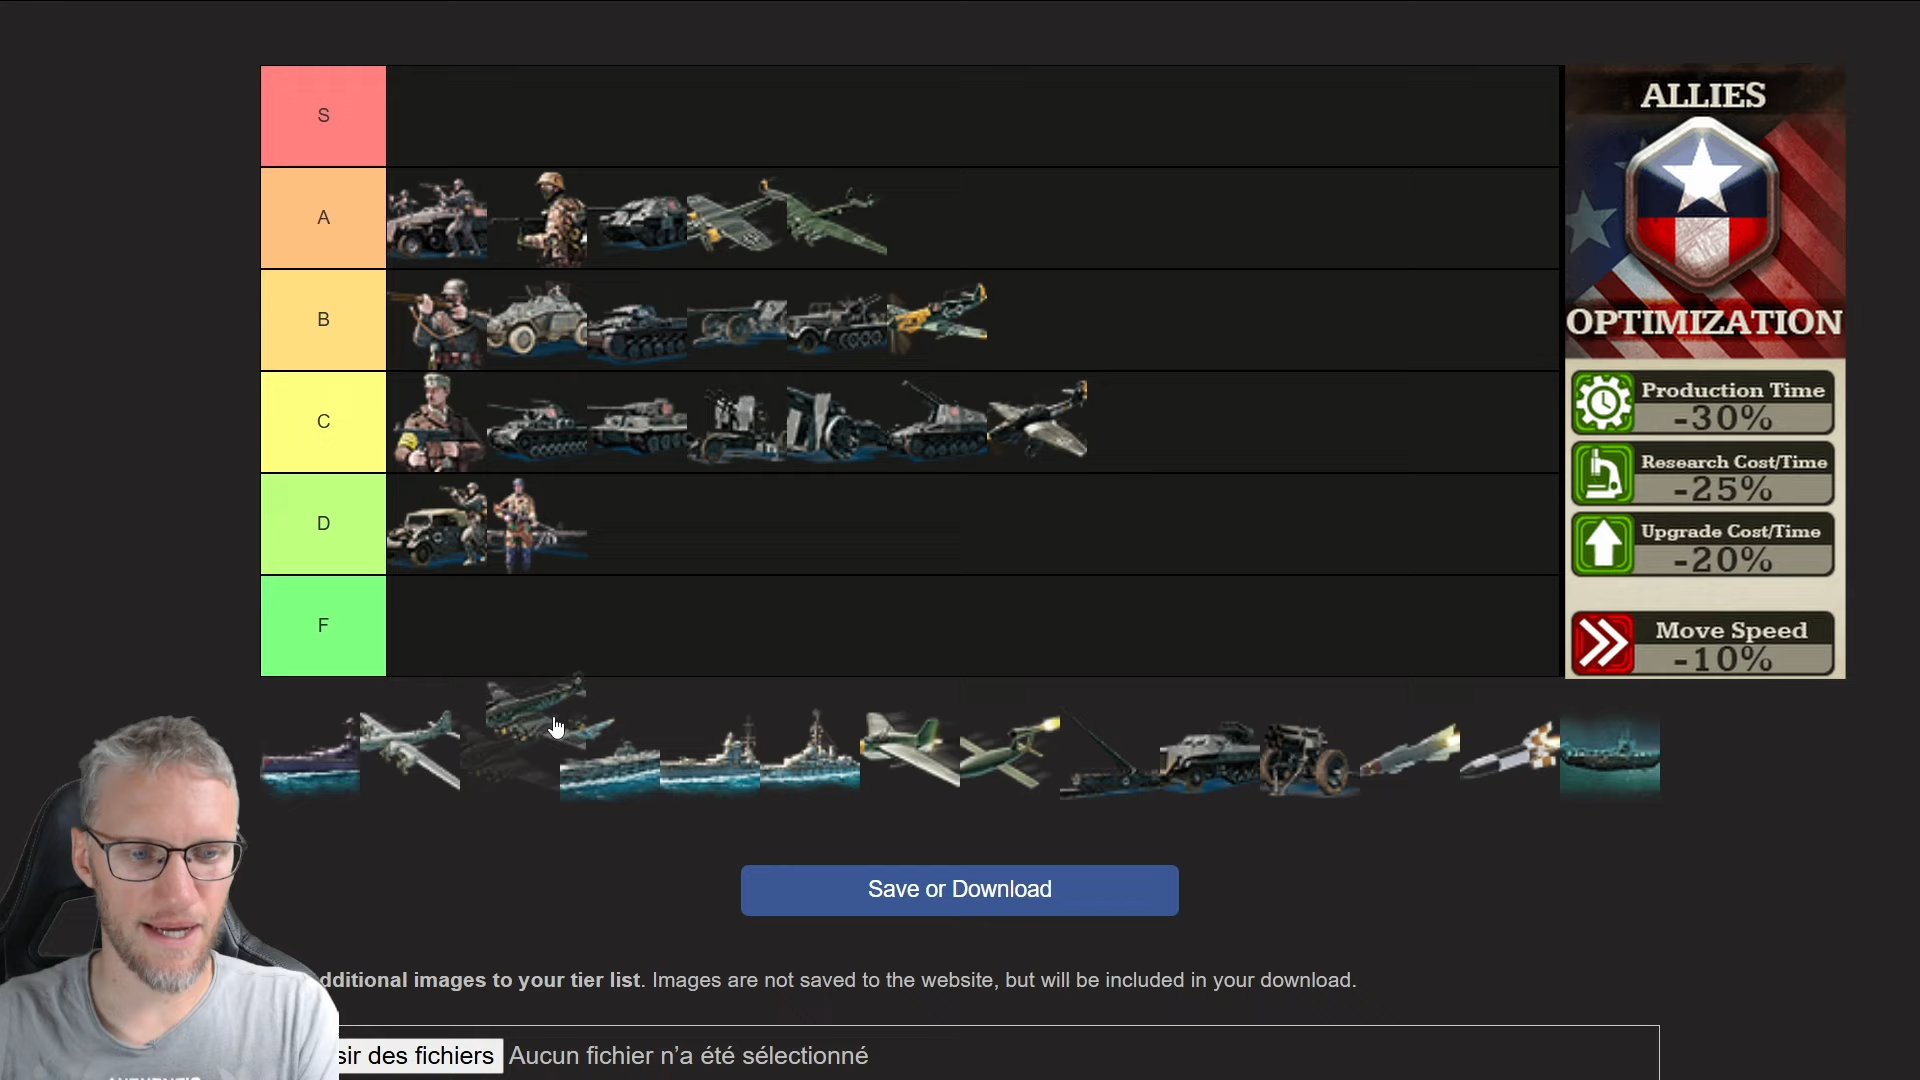 S
A
B
C
D
F
ALLIES
OPTIMIZATION
Production Time
-30%
Research Cost/Time
-25%
Upgrade Cost/Time
-20%
Move Speed
-10%
Save or Download
dditional images to your tier list. Images are not saved to the website, but will be included in your download.
sir des fichiers Aucun fichier n’a été sélectionné